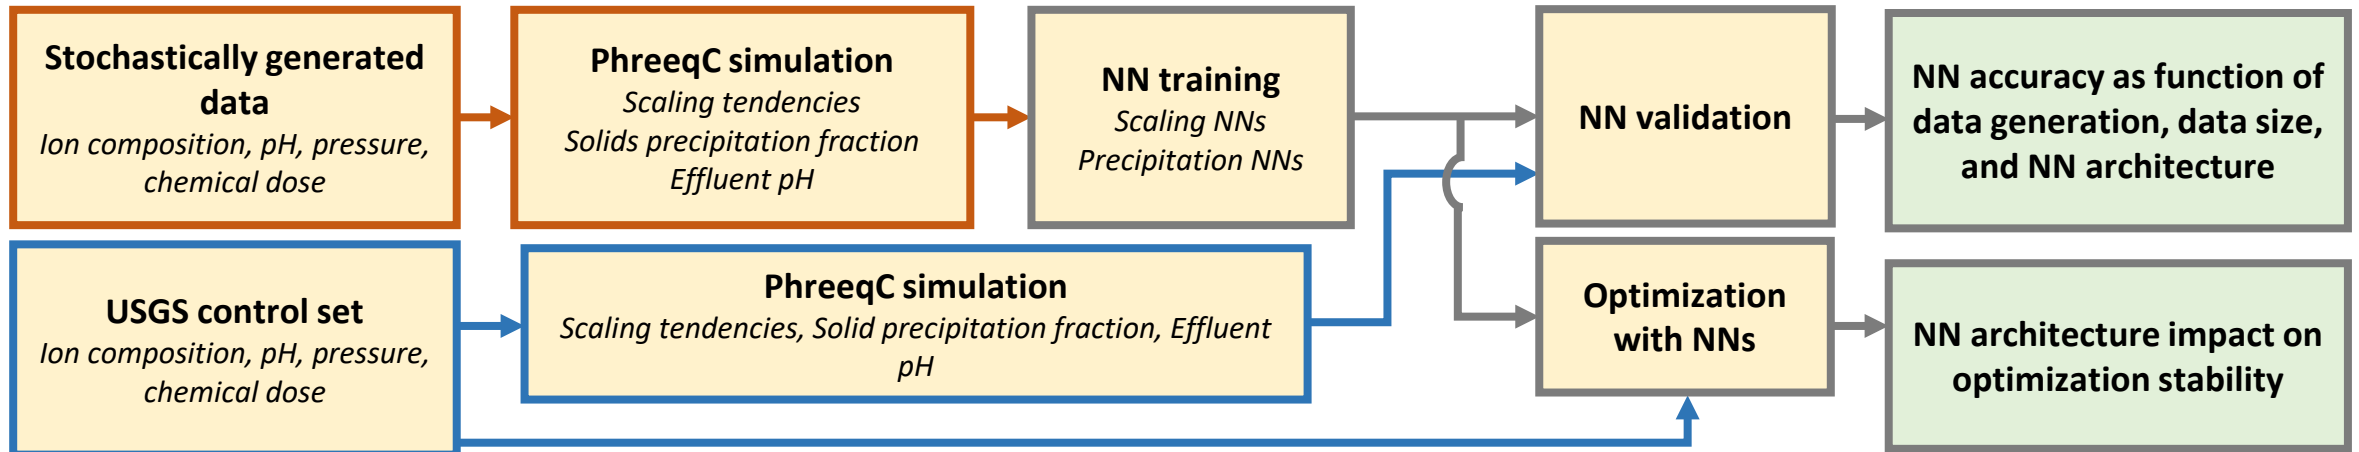 Stochastically generated
data
Ion composition, pH, pressure,
chemical dose
PhreeqC simulation
Scaling tendencies
Solids precipitation fraction
Effluent pH
NN training
Scaling NNs
Precipitation NNs
NN validation
NN accuracy as function of
data generation, data size,
and NN architecture
USGS control set
Ion composition, pH, pressure,
chemical dose
PhreeqC simulation
Scaling tendencies, Solid precipitation fraction, Effluent
pH
Optimization
with NNs
NN architecture impact on
optimization stability